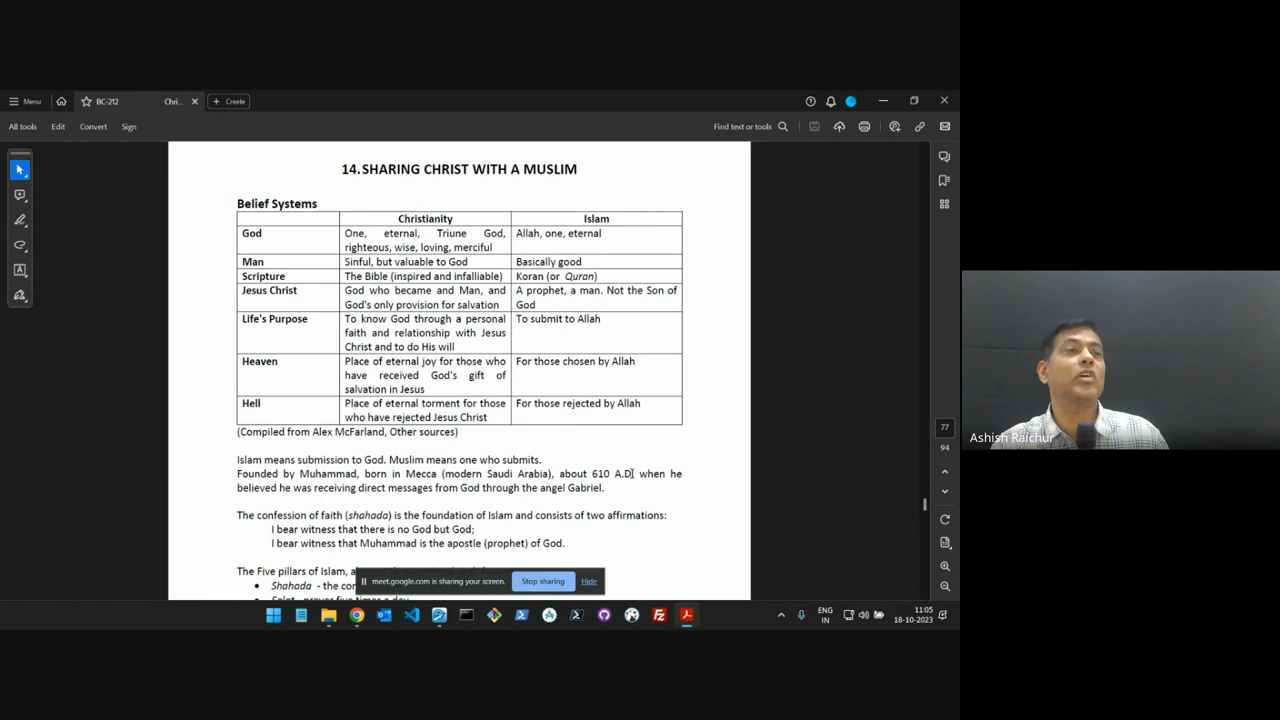 Menu
BC-212
Chri...
Create
All tools
Edit
Convert
Sign
Find text or tools
14.SHARING CHRIST WITH A MUSLIM
Belief Systems
Christianity
Islam
God
One, eternal, Triune God,
righteous, wise, loving, merciful
Allah, one, eternal
Man
Sinful, but valuable to God
Basically good
Scripture
The Bible (inspired and infalliable)
Koran (or Quran)
Jesus Christ
God who became and Man, and
God's only provision for salvation
A prophet, a man. Not the Son of
God
Life's Purpose
To know God through a personal
faith and relationship with Jesus
Christ and to do His will
To submit to Allah
Heaven
Place of eternal joy for those who
have received God's gift of
salvation in Jesus
For those chosen by Allah
Hell
Place of eternal torment for those
who have rejected Jesus Christ
For those rejected by Allah
(Compiled from Alex McFarland, Other sources)
Islam means submission to God. Muslim means one who submits.
Founded by Muhammad, born in Mecca (modern Saudi Arabia), about 610 A.D. when he
believed he was receiving direct messages from God through the angel Gabriel.
The confession of faith (shahada) is the foundation of Islam and consists of two affirmations:
I bear witness that there is no God but God;
I bear witness that Muhammad is the apostle (prophet) of God.
The Five pillars of Islam,
• Shahada - the
• Salat - prayer five times a day
meet.google.com is sharing your screen.
Stop sharing
Hide
77
94
Ashish Raichur
ENG
IN
11:05
18-10-2023